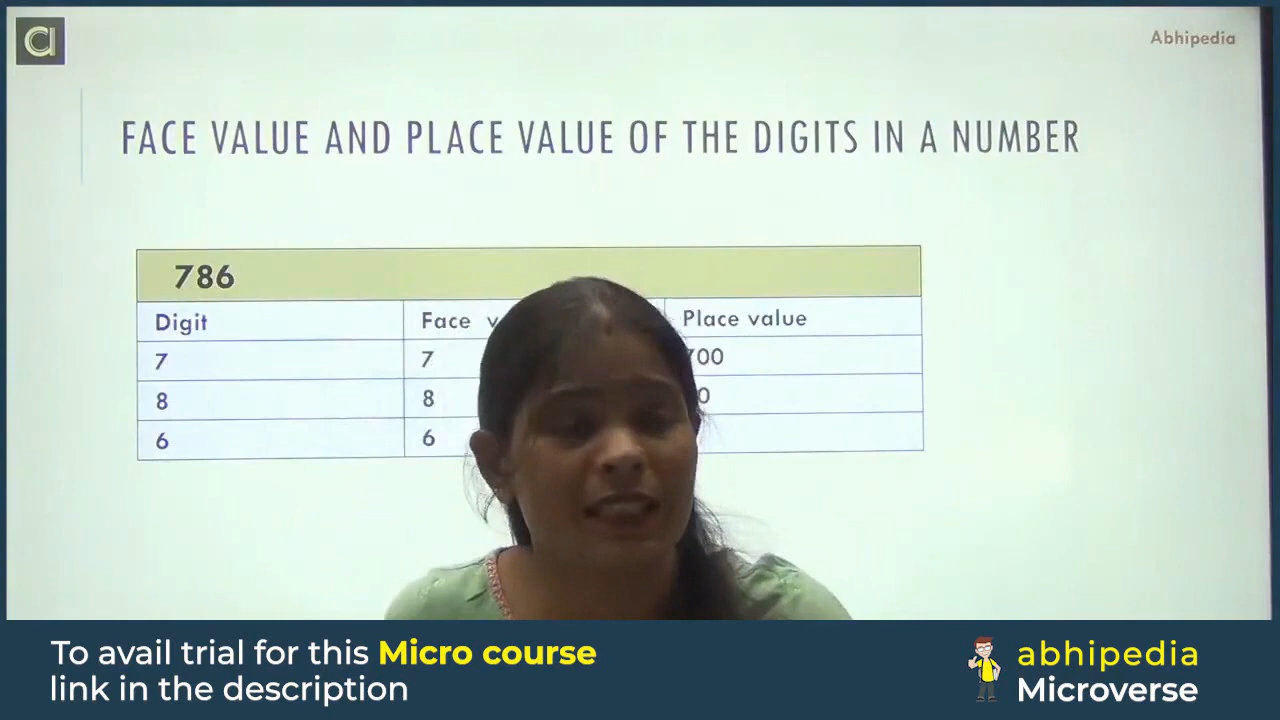 Abhipedia
FACE VALUE AND PLACE VALUE OF THE DIGITS IN A NUMBER
786
Digit Face Place value
7 7 700
8 8
6 6
To avail trial for this Micro course
link in the description
abhipedia
Microverse